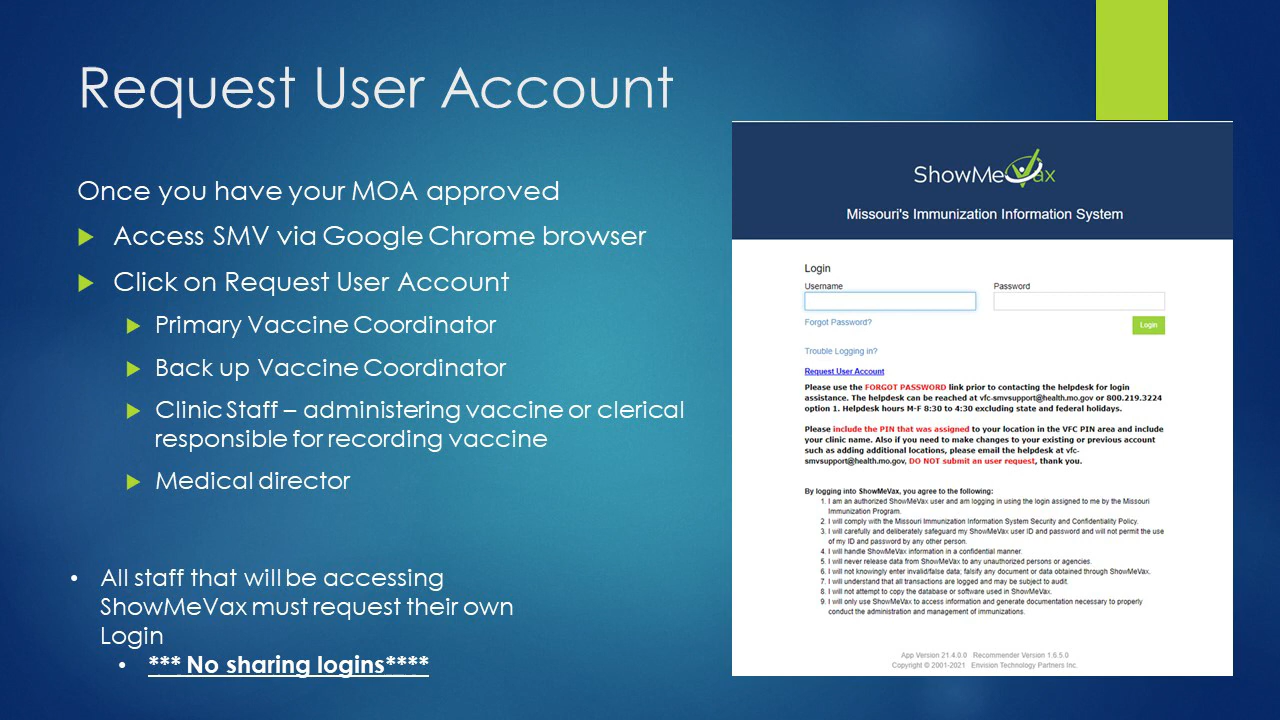 Request User Account
Once you have your MOA approved
Access SMV via Google Chrome browser
Click on Request User Account
Primary Vaccine Coordinator
Back up Vaccine Coordinator
Clinic Staff – administering vaccine or clerical
responsible for recording vaccine
Medical director
• All staff that will be accessing
ShowMeVax must request their own
Login
• *** No sharing logins****
ShowMeVax
Missouri's Immunization Information System
Login
Username Password
Forgot Password? Login
Trouble Logging in?
Request User Account
Please use the FORGOT PASSWORD link prior to contacting the helpdesk for login
assistance. The helpdesk can be reached at vfc-smvsupport@health.mo.gov or 800.219.3224
option 1. Helpdesk hours M-F 8:30 to 4:30 excluding state and federal holidays.
Please include the PIN that was assigned to your location in the VFC PIN area and include
your clinic name. Also if you need to make changes to your existing or previous account
such as adding additional locations, please email the helpdesk at vfc-
smvsupport@health.mo.gov, DO NOT submit an user request, thank you.
By logging into ShowMeVax, you agree to the following:
1. I am an authorized ShowMeVax user and am logging in using the login assigned to me by the Missouri
Immunization Program.
2. I will comply with the Missouri Immunization Information System Security and Confidentiality Policy.
3. I will carefully and deliberately safeguard my ShowMeVax user ID and password and will not permit the use
of my ID and password by any other person.
4. I will handle ShowMeVax information in a confidential manner.
5. I will never release data from ShowMeVax to any unauthorized persons or agencies.
6. I will not knowingly enter invalid/false data; falsify any document or data obtained through ShowMeVax.
7. I will understand that all transactions are logged and may be subject to audit.
8. I will not attempt to copy the database or software used in ShowMeVax.
9. I will only use ShowMeVax to access information and generate documentation necessary to properly
conduct the administration and management of immunizations.
App Version 21.4.0.0 Recommender Version 1.6.5.0
Copyright © 2001-2021 Envision Technology Partners Inc